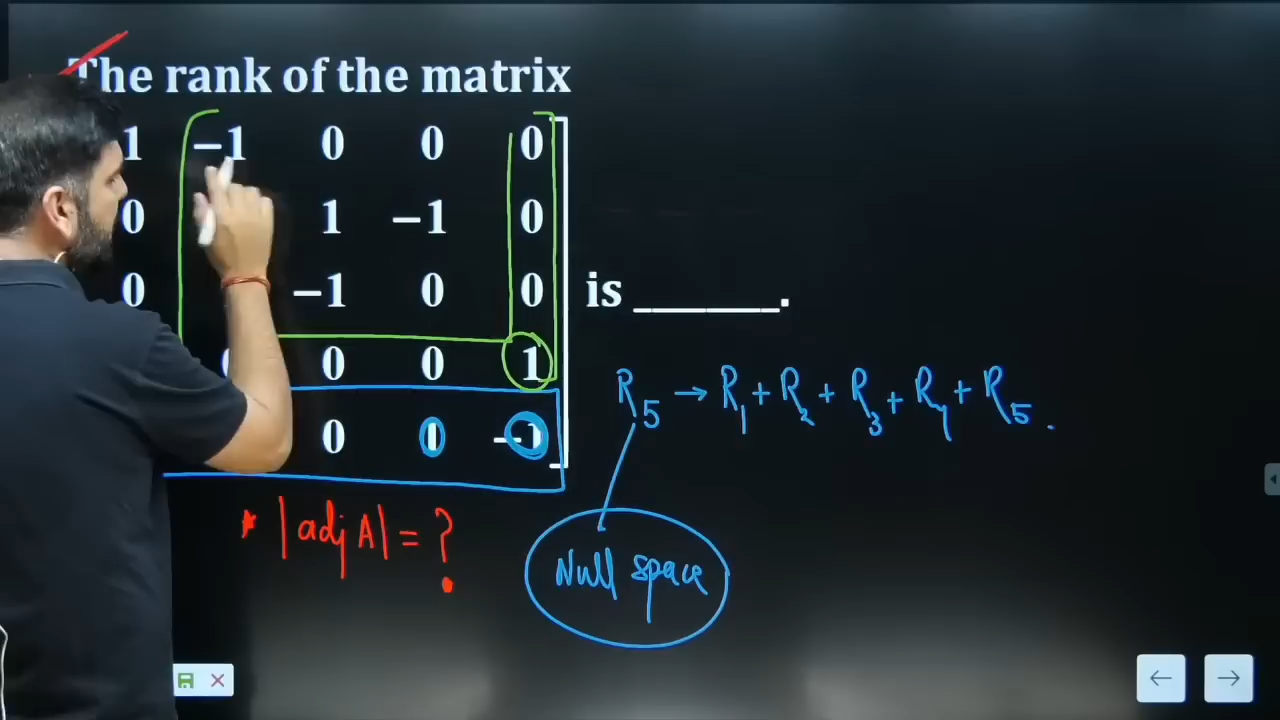 The rank of the matrix
1 −1 0 0 0
0 1 −1 0
0 −1 0 0 is ______.
0 0 1
0 1 −1
R5 → R1 + R2 + R3 + R4 + R5.
* |adj A| = ?
Null space